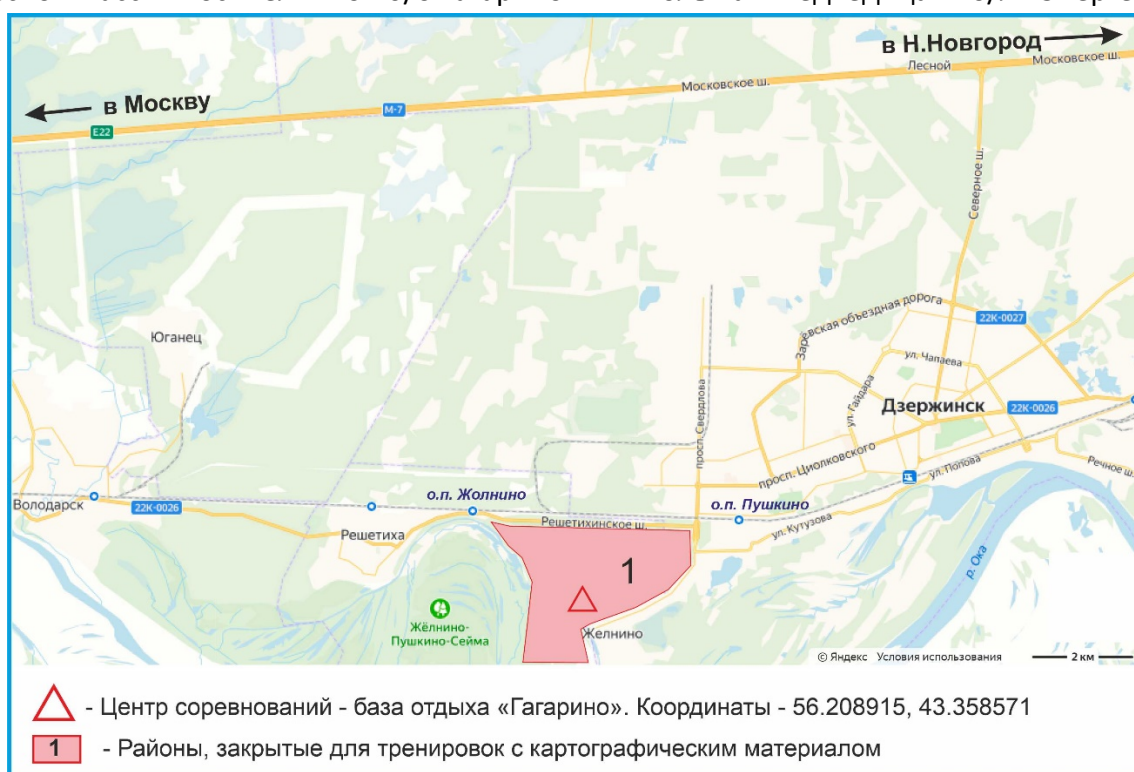 в Н.Новгород
Лесной
Московское ш.
Московское ш.
в Москву
М-7
Е22
Северное ш.
Заревская объездная дорога
22К-0027
Юганец
ул. Чапаева
просп. Свердлова
ул. Гайдара
Дзержинск
22К-0026
просп. Циолковского
ул. Попова
Речное ш.
Володарск
22К-0026
о.п. Жолнино
о.п. Пушкино
Решетихинское ш.
Решетиха
ул. Кутузова
р. Ока
1
Жёлнино-
Пушкино-Сейма
Желнино
© Яндекс Условия использования
2 км
- Центр соревнований - база отдыха «Гагарино». Координаты - 56.208915, 43.358571
1 - Районы, закрытые для тренировок с картографическим материалом